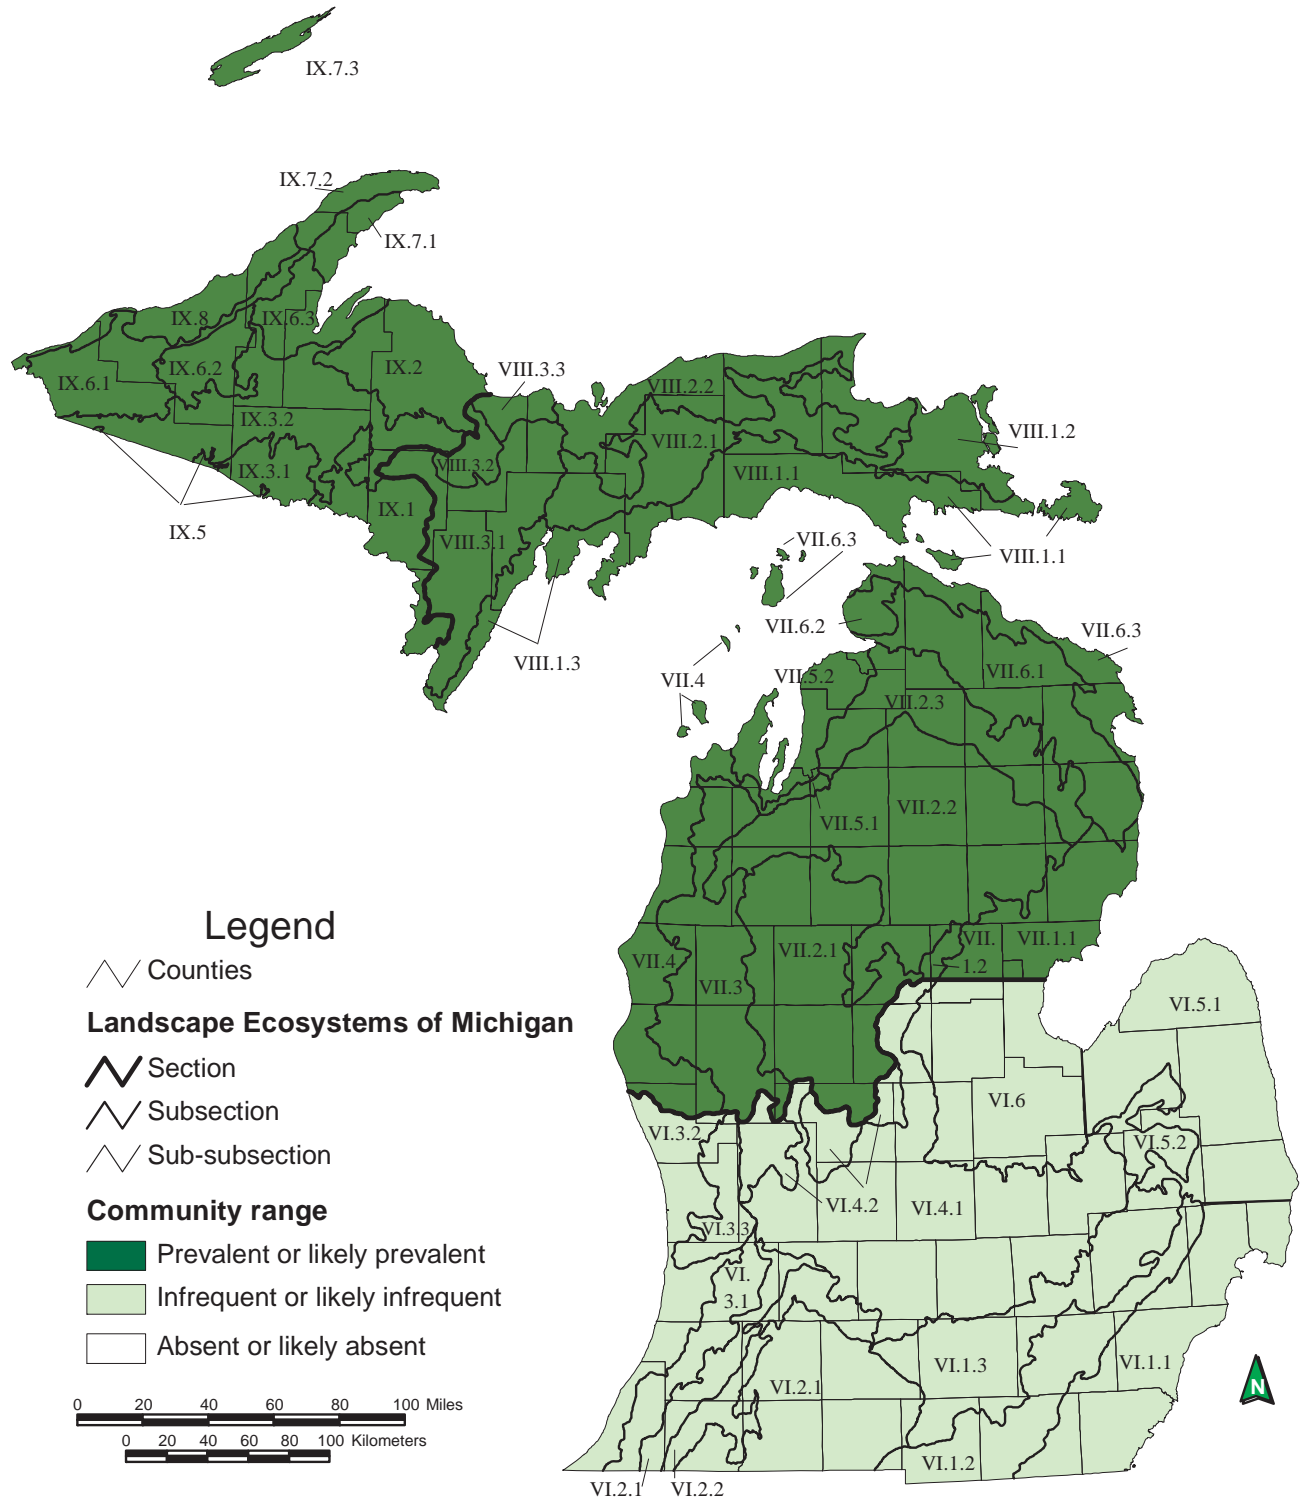 IX.7.3
IX.7.2
IX.7.1
IX.8
IX.6.3
IX.2
VIII.3.3
IX.6.2
IX.6.1
VIII.2.2
IX.3.2
VIII.2.1
VIII.1.2
IX.3.1
VIII.3.2
VIII.1.1
IX.1
IX.5
VIII.3.1
VII.6.3
VIII.1.1
VII.6.2
VII.6.3
VIII.1.3
VII.4
VII.5.2
VII.6.1
VII.2.3
VII.5.1
VII.2.2
VII.4
VII.3
VII.2.1
VII.
1.2
VII.1.1
VI.5.1
VI.6
VI.3.2
VI.5.2
VI.4.2
VI.4.1
VI.3.3
VI.
3.1
VI.1.3
VI.1.1
VI.2.1
VI.1.2
VI.2.1
VI.2.2
Legend
Counties
Landscape Ecosystems of Michigan
Section
Subsection
Sub-subsection
Community range
Prevalent or likely prevalent
Infrequent or likely infrequent
Absent or likely absent
0 20 40 60 80 100 Miles
0 20 40 60 80 100 Kilometers
N